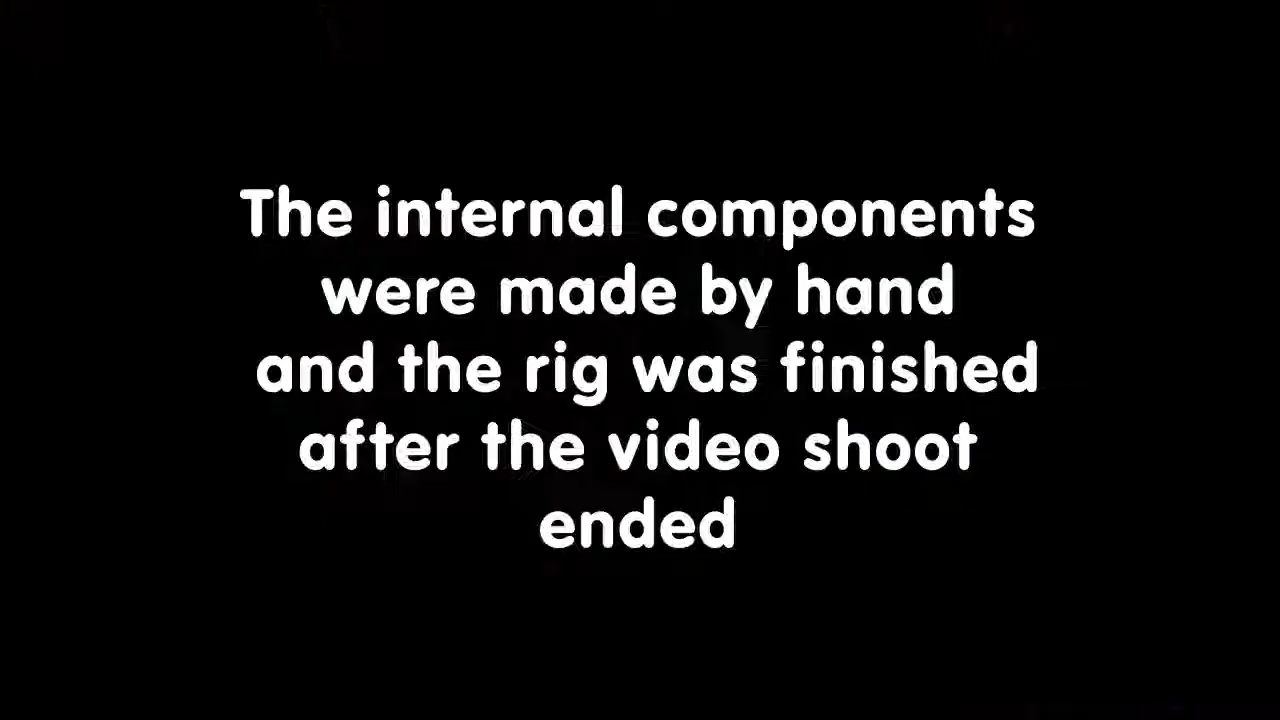 The internal components
were made by hand
and the rig was finished
after the video shoot
ended